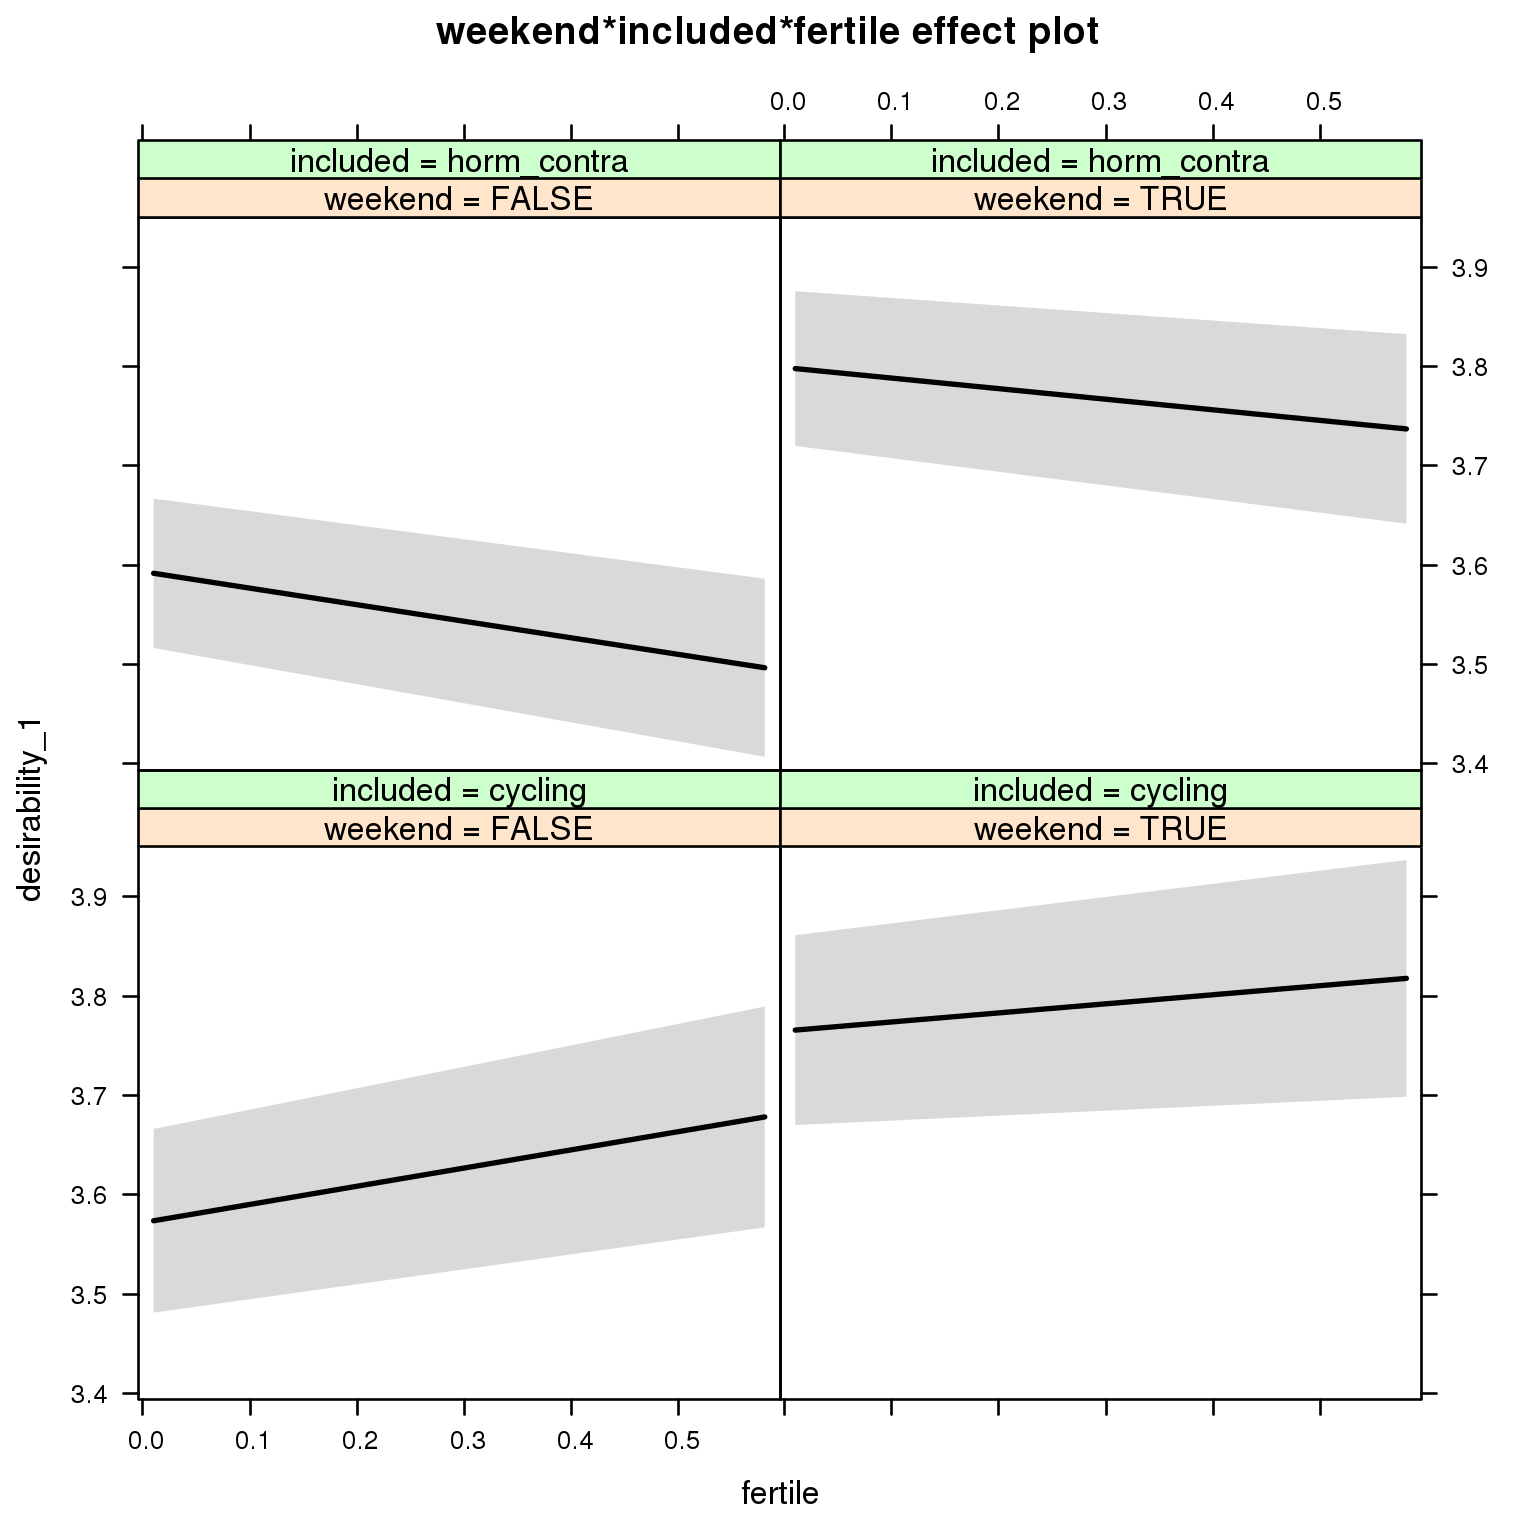 weekend*included*fertile effect plot
0.0 0.1 0.2 0.3 0.4 0.5
included = horm_contra included = horm_contra
weekend = FALSE weekend = TRUE
3.9
3.8
3.7
3.6
3.5
3.4
included = cycling included = cycling
weekend = FALSE weekend = TRUE
desirability_1
3.9
3.8
3.7
3.6
3.5
3.4
0.0 0.1 0.2 0.3 0.4 0.5
fertile